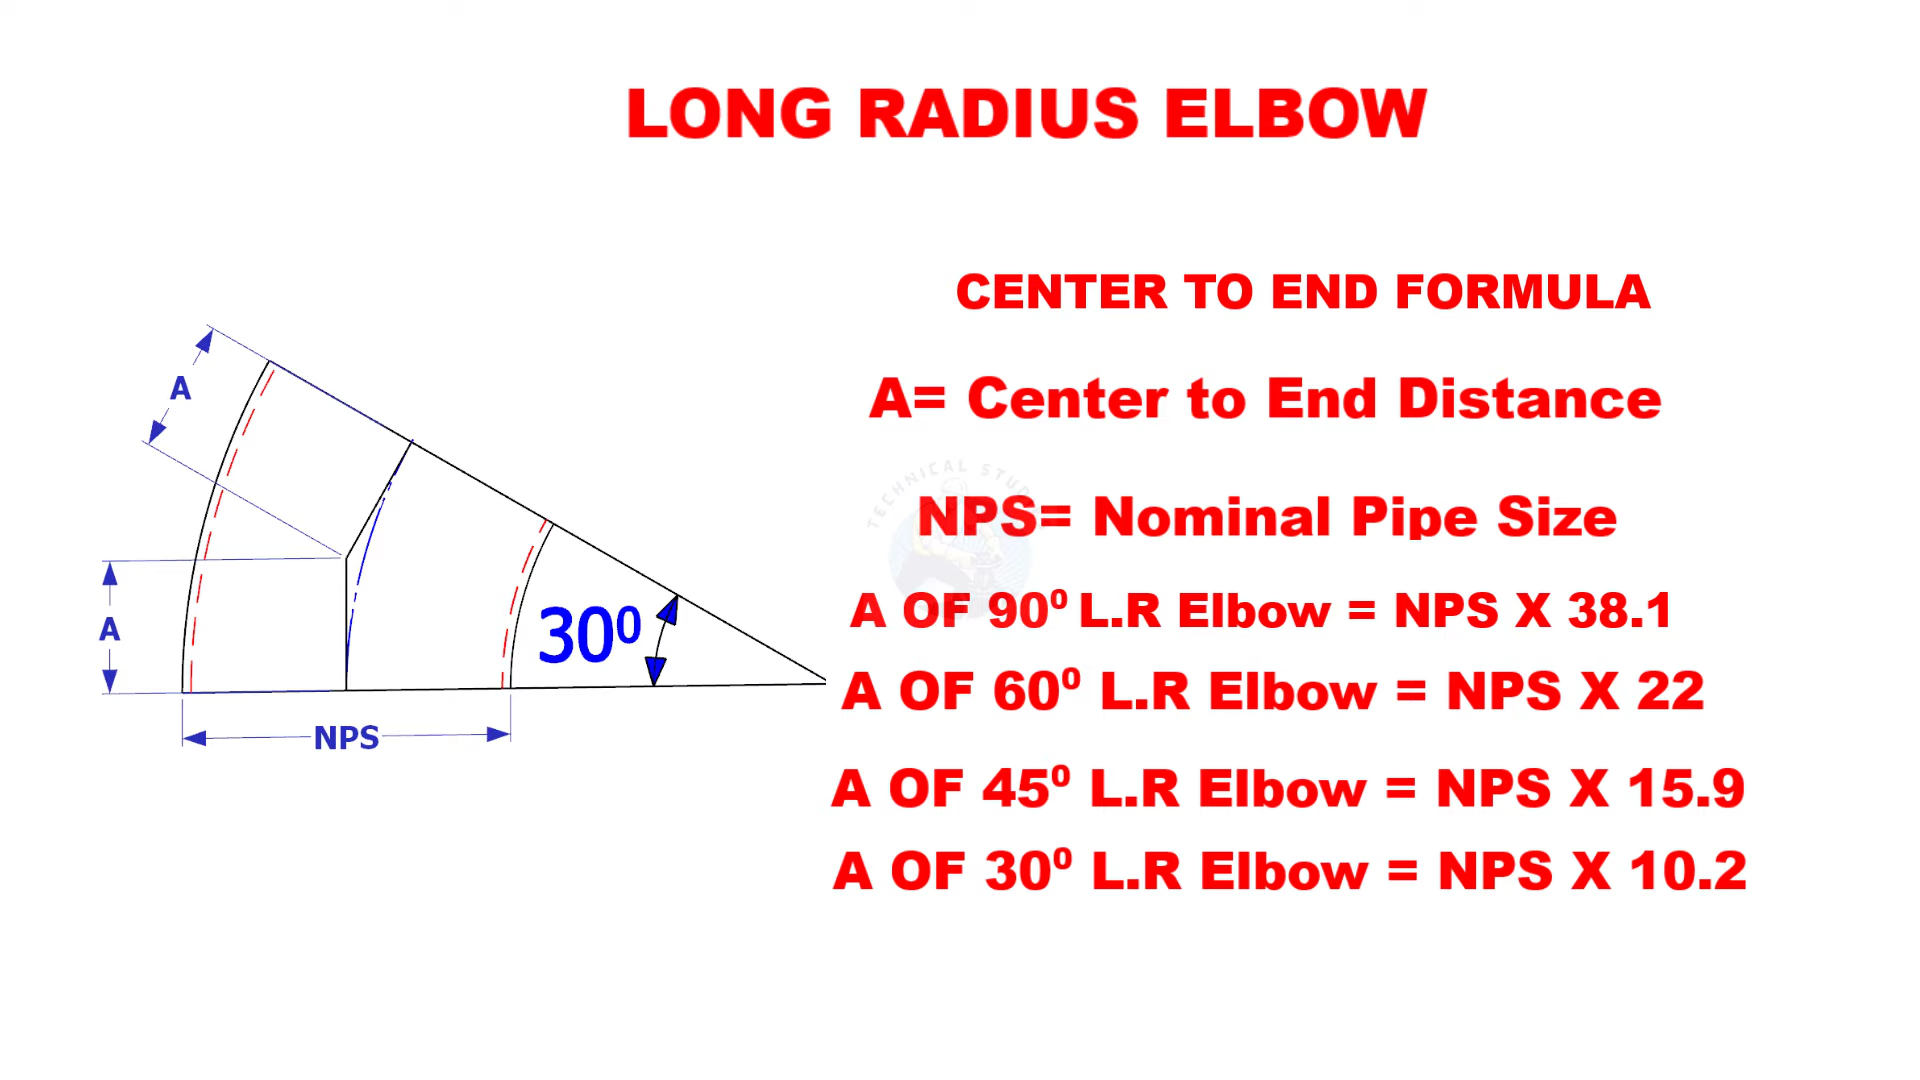 LONG RADIUS ELBOW
CENTER TO END FORMULA
A= Center to End Distance
NPS= Nominal Pipe Size
A OF 90⁰ L.R Elbow = NPS X 38.1
A OF 60⁰ L.R Elbow = NPS X 22
A OF 45⁰ L.R Elbow = NPS X 15.9
A OF 30⁰ L.R Elbow = NPS X 10.2
A
A
30⁰
NPS
TECHNICAL